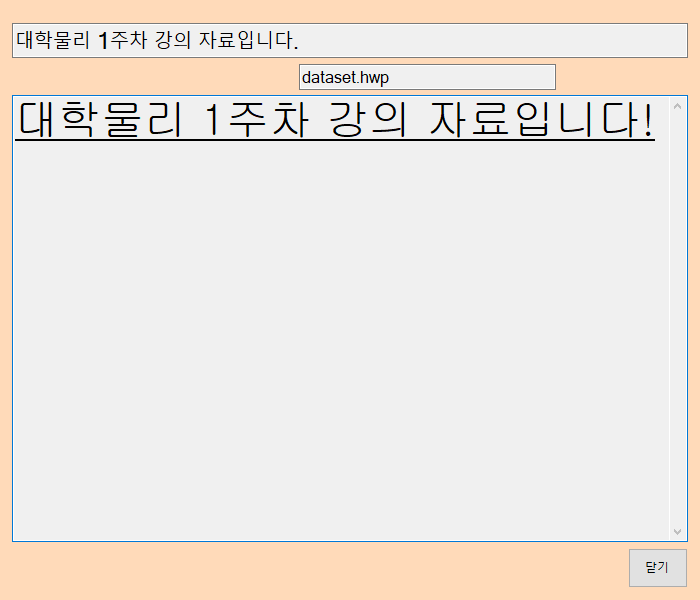 대학물리 1주차 강의 자료입니다.
dataset.hwp
대학물리 1주차 강의 자료입니다!
닫기